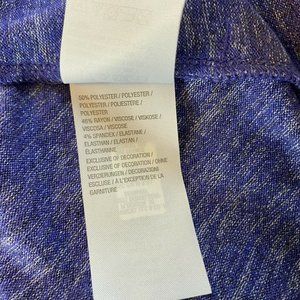 50% POLYESTER / POLYESTER /
POLYESTER / POLIESTERE /
POLYESTER
46% RAYON / VISCOSE / VISKOSE /
VISCOSA / VISCOSE
4% SPANDEX / ELASTANE /
ELASTHAN / ELASTAN /
ÉLASTHANNE
EXCLUSIVE OF DECORATION /
EXCLUSIVE OF DECORATION / OHNE
VERZIERUNGEN / DECORAZIONI
ESCLUSE / À L'EXCEPTION DE LA
GARNITURE